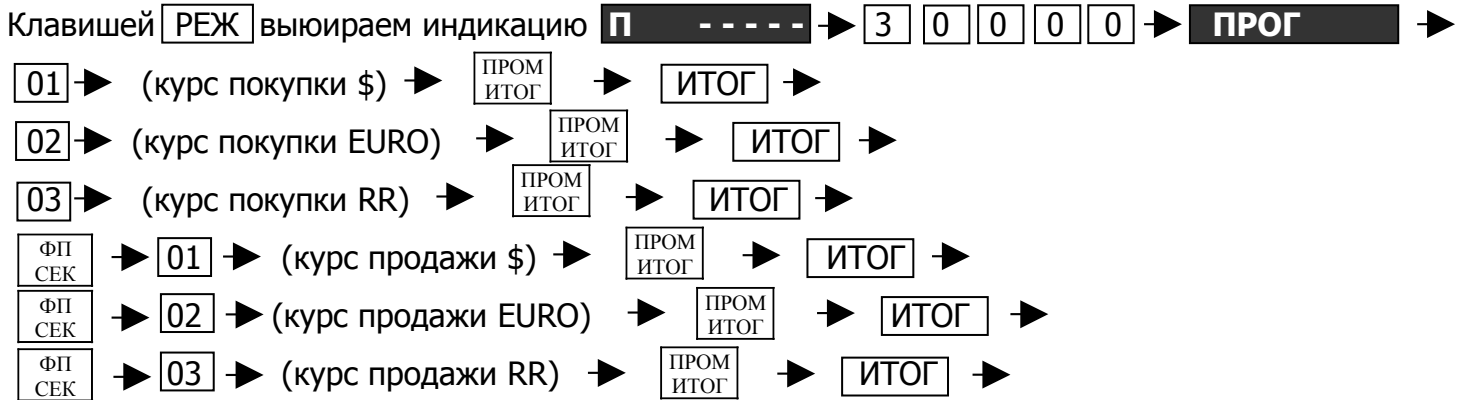 Клавишей РЕЖ выюираем индикацию П - - - - - 3 0 0 0 0 ПРОГ
01 (курс покупки $) ПРОМ ИТОГ ИТОГ
02 (курс покупки EURO) ПРОМ ИТОГ ИТОГ
03 (курс покупки RR) ПРОМ ИТОГ ИТОГ
ФП СЕК 01 (курс продажи $) ПРОМ ИТОГ ИТОГ
ФП СЕК 02 (курс продажи EURO) ПРОМ ИТОГ ИТОГ
ФП СЕК 03 (курс продажи RR) ПРОМ ИТОГ ИТОГ